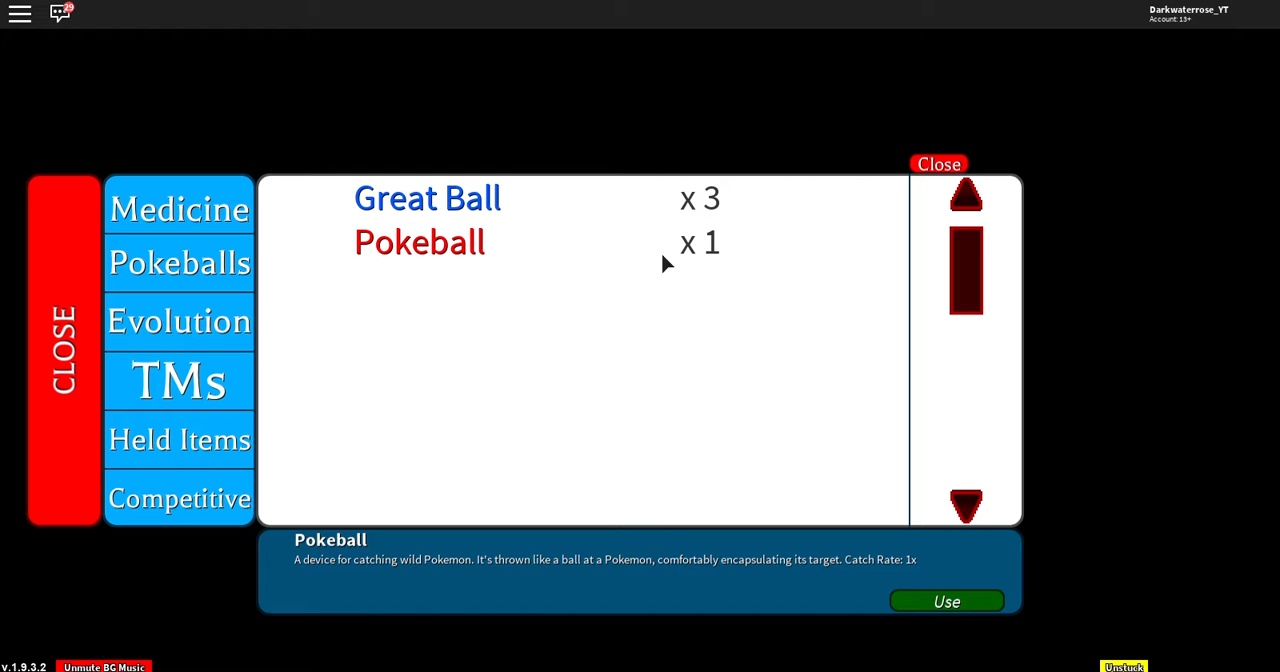 29
Darkwaterrose_YT
Account: 13+
Close
CLOSE
Medicine
Pokeballs
Evolution
TMs
Held Items
Competitive
Great Ball x 3
Pokeball x 1
Pokeball
A device for catching wild Pokemon. It's thrown like a ball at a Pokemon, comfortably encapsulating its target. Catch Rate: 1x
Use
v.1.9.3.2
Unmute BG Music
Unstuck